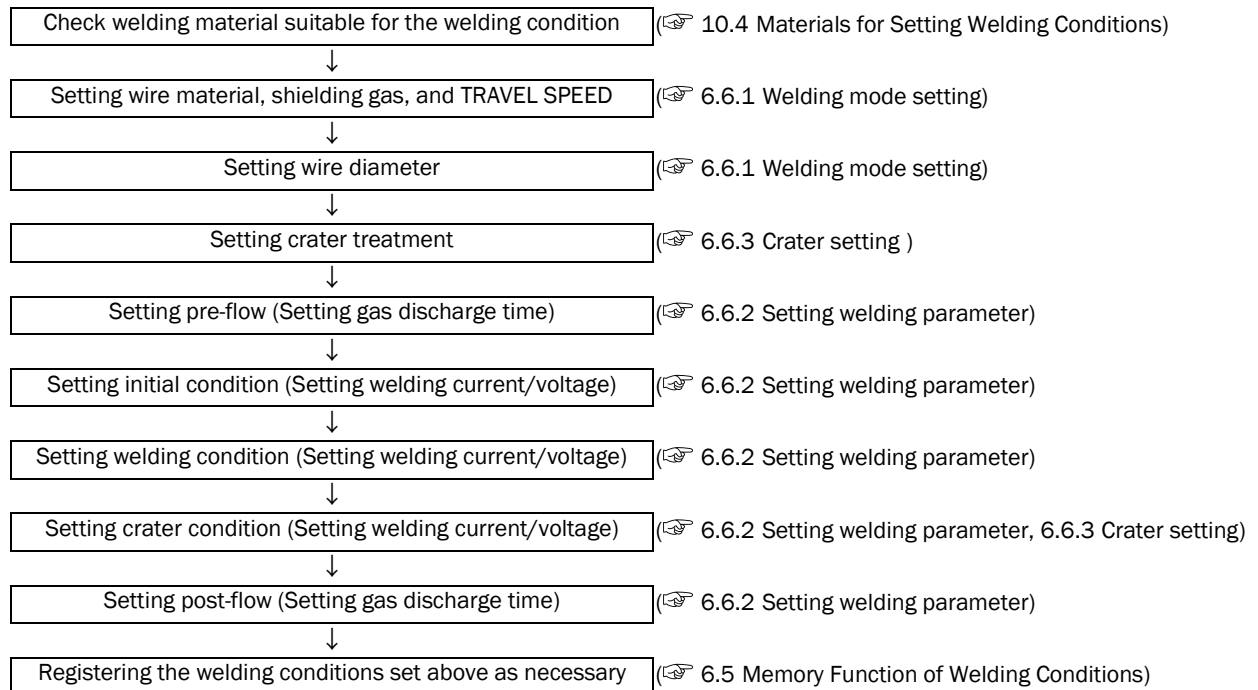 Check welding material suitable for the welding condition (☞ 10.4 Materials for Setting Welding Conditions)
↓
Setting wire material, shielding gas, and TRAVEL SPEED (☞ 6.6.1 Welding mode setting)
↓
Setting wire diameter (☞ 6.6.1 Welding mode setting)
↓
Setting crater treatment (☞ 6.6.3 Crater setting )
↓
Setting pre-flow (Setting gas discharge time) (☞ 6.6.2 Setting welding parameter)
↓
Setting initial condition (Setting welding current/voltage) (☞ 6.6.2 Setting welding parameter)
↓
Setting welding condition (Setting welding current/voltage) (☞ 6.6.2 Setting welding parameter)
↓
Setting crater condition (Setting welding current/voltage) (☞ 6.6.2 Setting welding parameter, 6.6.3 Crater setting)
↓
Setting post-flow (Setting gas discharge time) (☞ 6.6.2 Setting welding parameter)
↓
Registering the welding conditions set above as necessary (☞ 6.5 Memory Function of Welding Conditions)